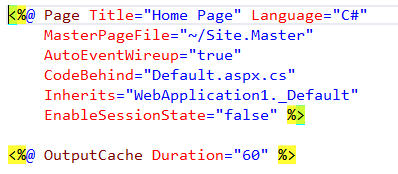 <%@ Page Title="Home Page" Language="C#"
MasterPageFile="~/Site.Master"
AutoEventWireup="true"
CodeBehind="Default.aspx.cs"
Inherits="WebApplication1._Default"
EnableSessionState="false" %>
<%@ OutputCache Duration="60" %>